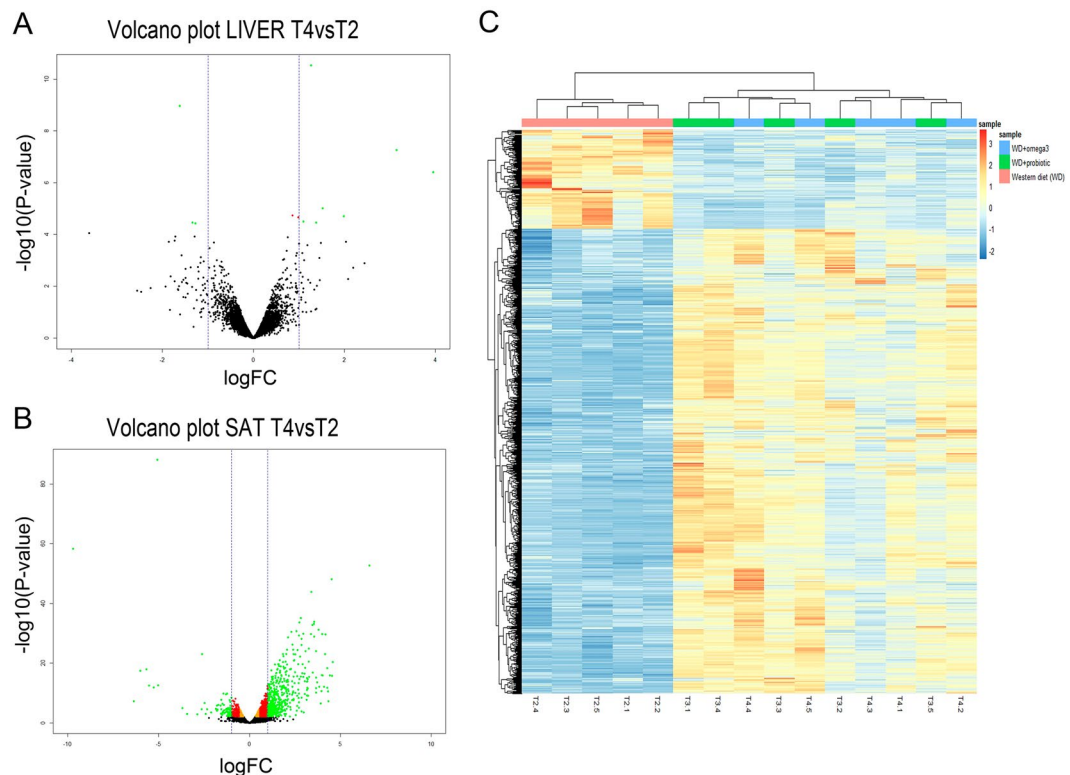 A
Volcano plot LIVER T4vsT2
-log10(P-value)
10
8
6
4
2
0
-4
-2
0
2
4
logFC
B
Volcano plot SAT T4vsT2
-log10(P-value)
80
60
40
20
0
-10
-5
0
5
10
logFC
C
sample
3
2
1
0
-1
-2
sample
WD+omega3
WD+probiotic
Western diet (WD)
T2.4
T2.3
T2.5
T2.1
T2.2
T3.1
T3.4
T4.4
T3.3
T4.5
T3.2
T4.3
T4.1
T3.5
T4.2